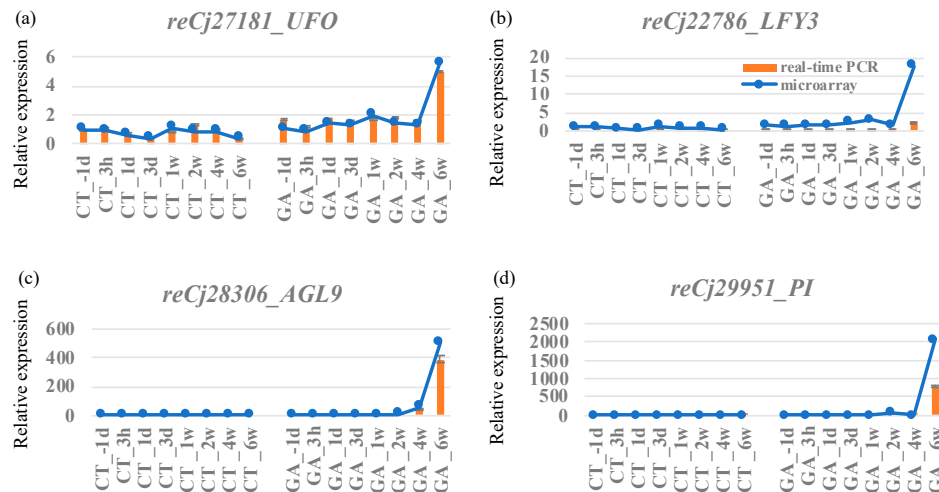 (a)
reCj27181_UFO
Relative expression
6
4
2
0
CT_-1d
CT_3h
CT_1d
CT_3d
CT_1w
CT_2w
CT_4w
CT_6w
GA_-1d
GA_3h
GA_1d
GA_3d
GA_1w
GA_2w
GA_4w
GA_6w
(b)
reCj22786_LFY3
Relative expression
20
15
10
5
0
real-time PCR
microarray
CT_-1d
CT_3h
CT_1d
CT_3d
CT_1w
CT_2w
CT_4w
CT_6w
GA_-1d
GA_3h
GA_1d
GA_3d
GA_1w
GA_2w
GA_4w
GA_6w
(c)
reCj28306_AGL9
Relative expression
600
400
200
0
CT_-1d
CT_3h
CT_1d
CT_3d
CT_1w
CT_2w
CT_4w
CT_6w
GA_-1d
GA_3h
GA_1d
GA_3d
GA_1w
GA_2w
GA_4w
GA_6w
(d)
reCj29951_PI
Relative expression
2500
2000
1500
1000
500
0
CT_-1d
CT_3h
CT_1d
CT_3d
CT_1w
CT_2w
CT_4w
CT_6w
GA_-1d
GA_3h
GA_1d
GA_3d
GA_1w
GA_2w
GA_4w
GA_6w